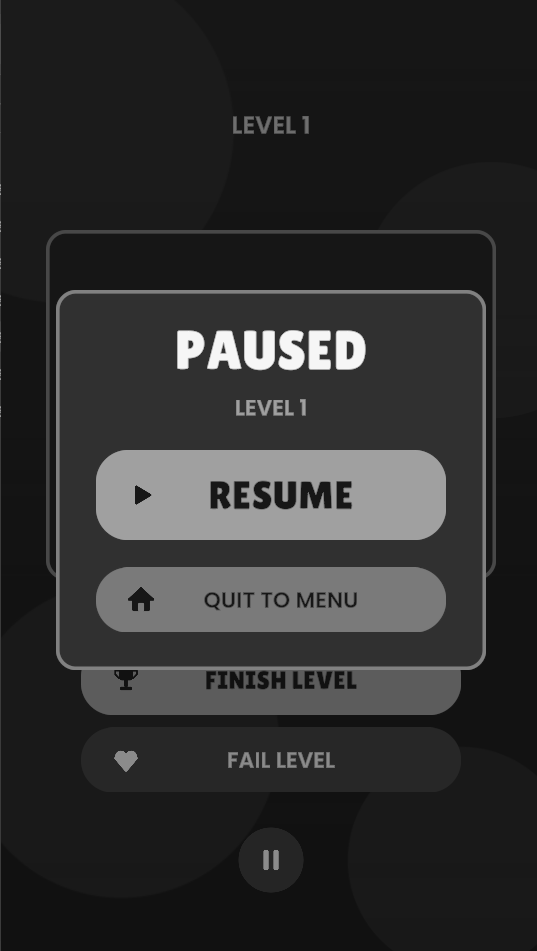 LEVEL 1
PAUSED
LEVEL 1
RESUME
QUIT TO MENU
FINISH LEVEL
FAIL LEVEL